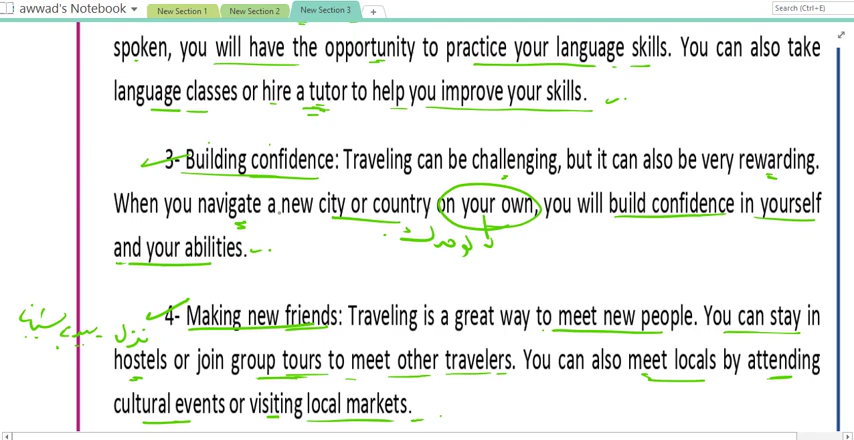 awwad's Notebook
New Section 1
New Section 2
New Section 3
+
Search (Ctrl+E)
spoken, you will have the opportunity to practice your language skills. You can also take
language classes or hire a tutor to help you improve your skills.
3- Building confidence: Traveling can be challenging, but it can also be very rewarding.
When you navigate a new city or country on your own, you will build confidence in yourself
لوحدك
and your abilities.
4- Making new friends: Traveling is a great way to meet new people. You can stay in
نزل
hostels or join group tours to meet other travelers. You can also meet locals by attending
cultural events or visiting local markets.